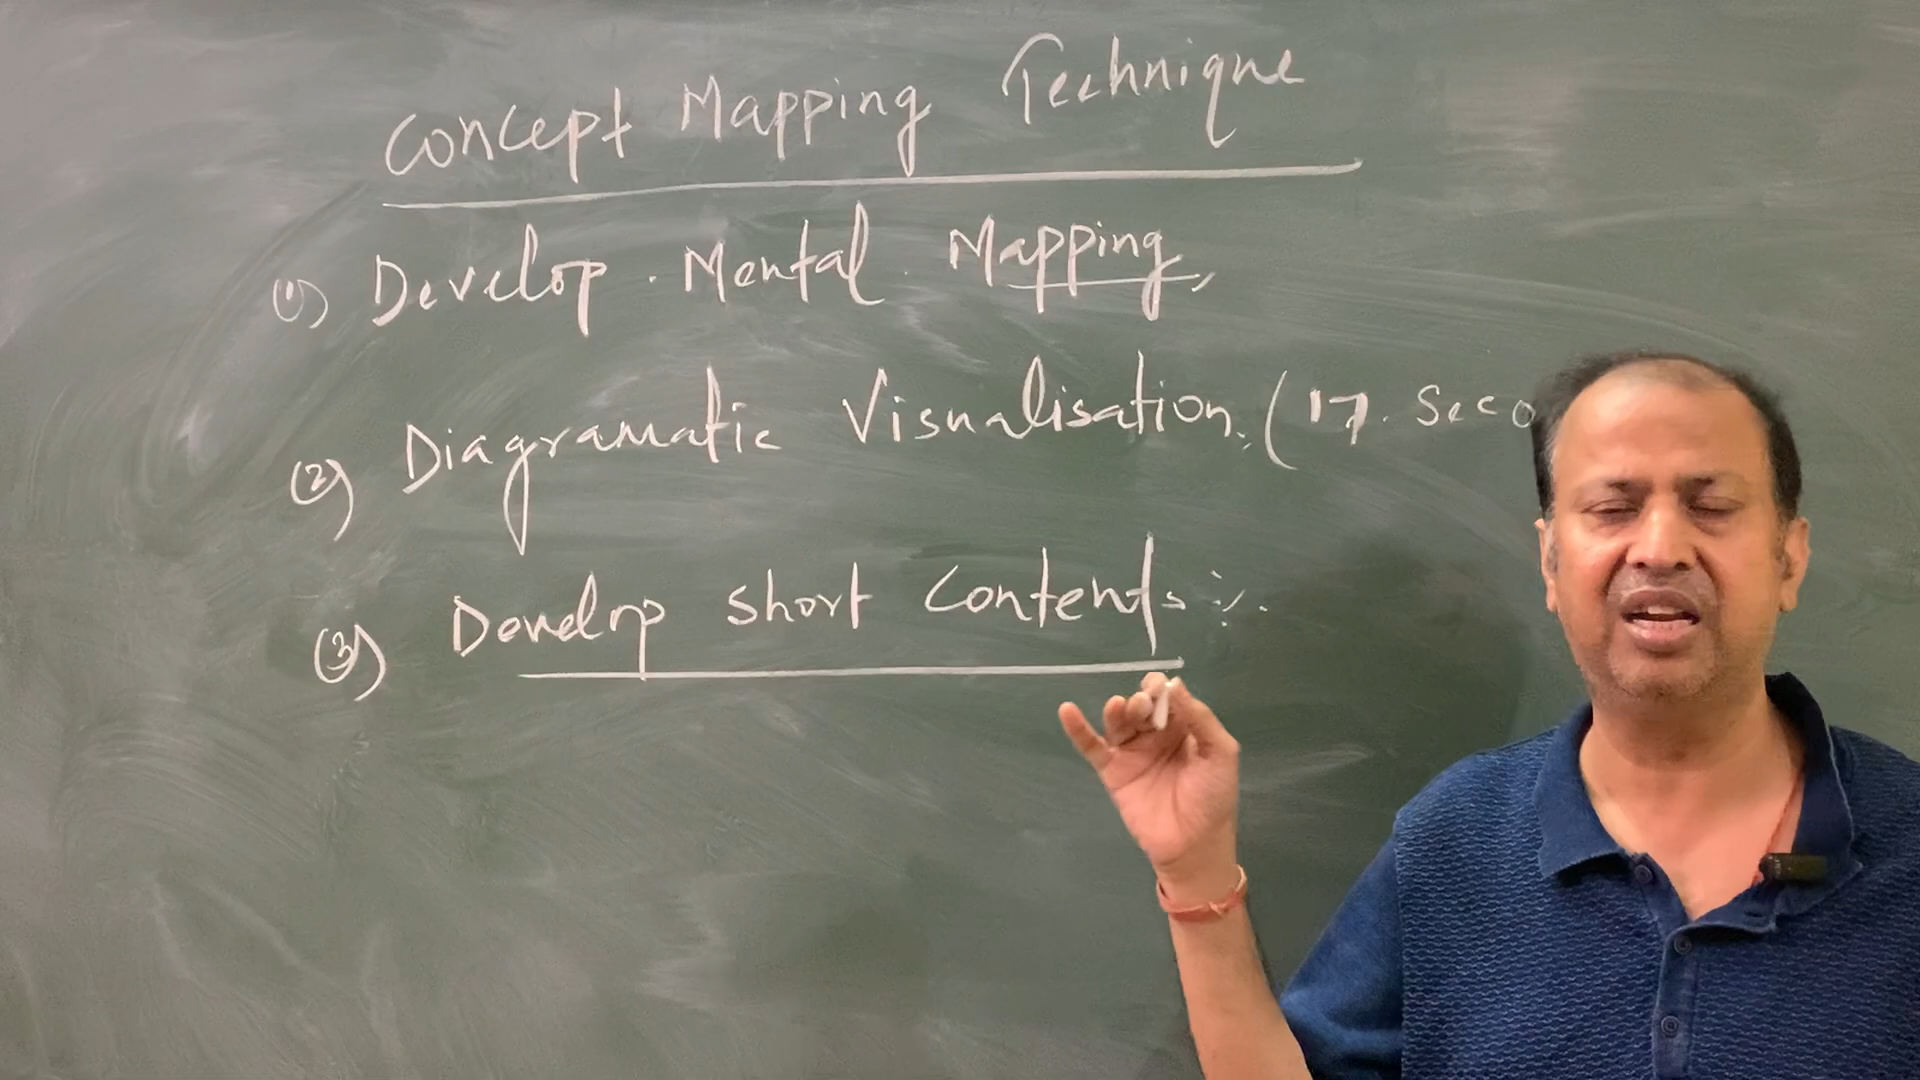 Concept Mapping Technique
(1) Develop Mental Mapping,
(2) Diagramatic Visualisation, (17. Seco
(3) Develop short Contents :-